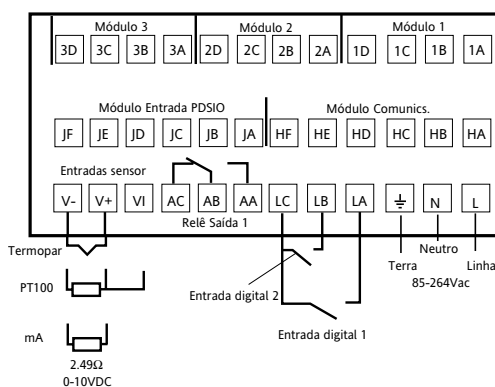 Módulo 3 Módulo 2 Módulo 1
3D 3C 3B 3A 2D 2C 2B 2A 1D 1C 1B 1A
Módulo Entrada PDSIO Módulo Comunics.
JF JE JD JC JB JA HF HE HD HC HB HA
Entradas sensor
V- V+ VI AC AB AA LC LB LA N L
Relê Saída 1
Termopar
Neutro
Terra Linha
85-264Vac
PT100
Entrada digital 2
Entrada digital 1
mA
2.49Ω
0-10VDC